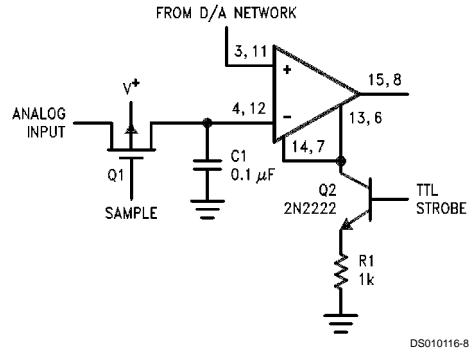 FROM D/A NETWORK
3, 11
+
15, 8
V+
ANALOG
INPUT
4, 12
−
13, 6
14, 7
C1
0.1 μF
Q1
SAMPLE
Q2
2N2222
TTL
STROBE
R1
1k
DS010116-8